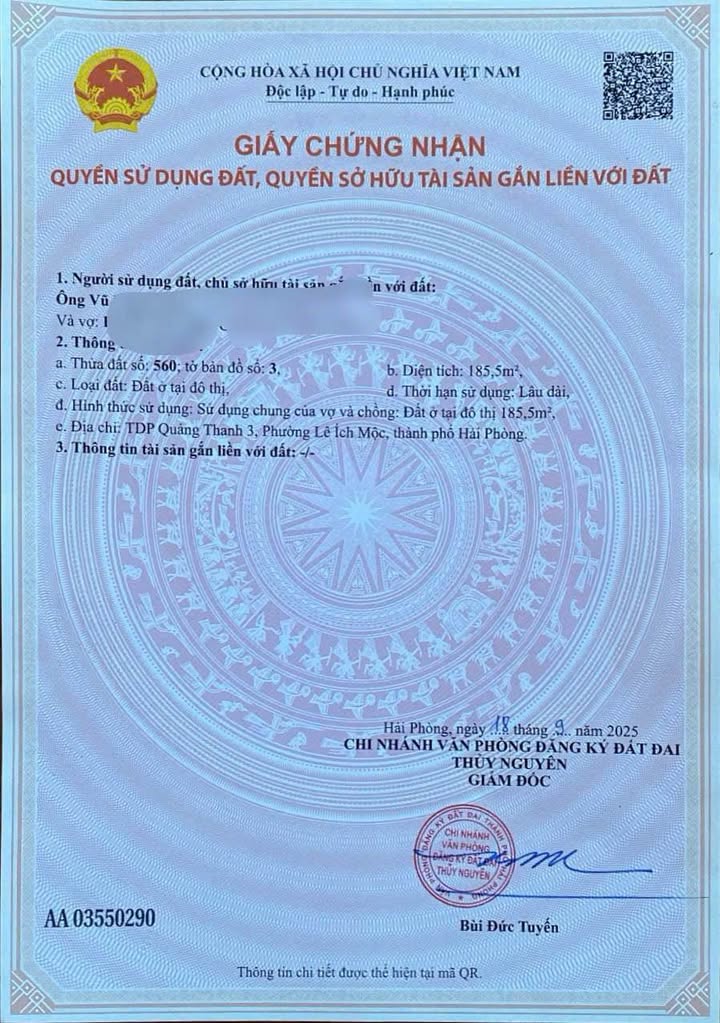 CỘNG HÒA XÃ HỘI CHỦ NGHĨA VIỆT NAM
Độc lập - Tự do - Hạnh phúc
GIẤY CHỨNG NHẬN
QUYỀN SỬ DỤNG ĐẤT, QUYỀN SỞ HỮU TÀI SẢN GẮN LIỀN VỚI ĐẤT
1. Người sử dụng đất, chủ sở hữu tài sản với đất:
Ông Vũ
Và vợ:
2. Thông
a. Thửa đất số: 560; tờ bản đồ số: 3, b. Diện tích: 185,5m²,
c. Loại đất: Đất ở tại đô thị, d. Thời hạn sử dụng: Lâu dài,
đ. Hình thức sử dụng: Sử dụng chung của vợ và chồng: Đất ở tại đô thị 185,5m²,
e. Địa chỉ: TDP Quảng Thanh 3, Phường Lê Ích Mộc, thành phố Hải Phòng.
3. Thông tin tài sản gắn liền với đất: -/-
Hải Phòng, ngày 18 tháng 9 năm 2025
CHI NHÁNH VĂN PHÒNG ĐĂNG KÝ ĐẤT ĐAI
THỦY NGUYÊN
GIÁM ĐỐC
CHI NHÁNH
VĂN PHÒNG
ĐĂNG KÝ ĐẤT ĐAI
THỦY NGUYÊN
Bùi Đức Tuyến
AA 03550290
Thông tin chi tiết được thể hiện tại mã QR.